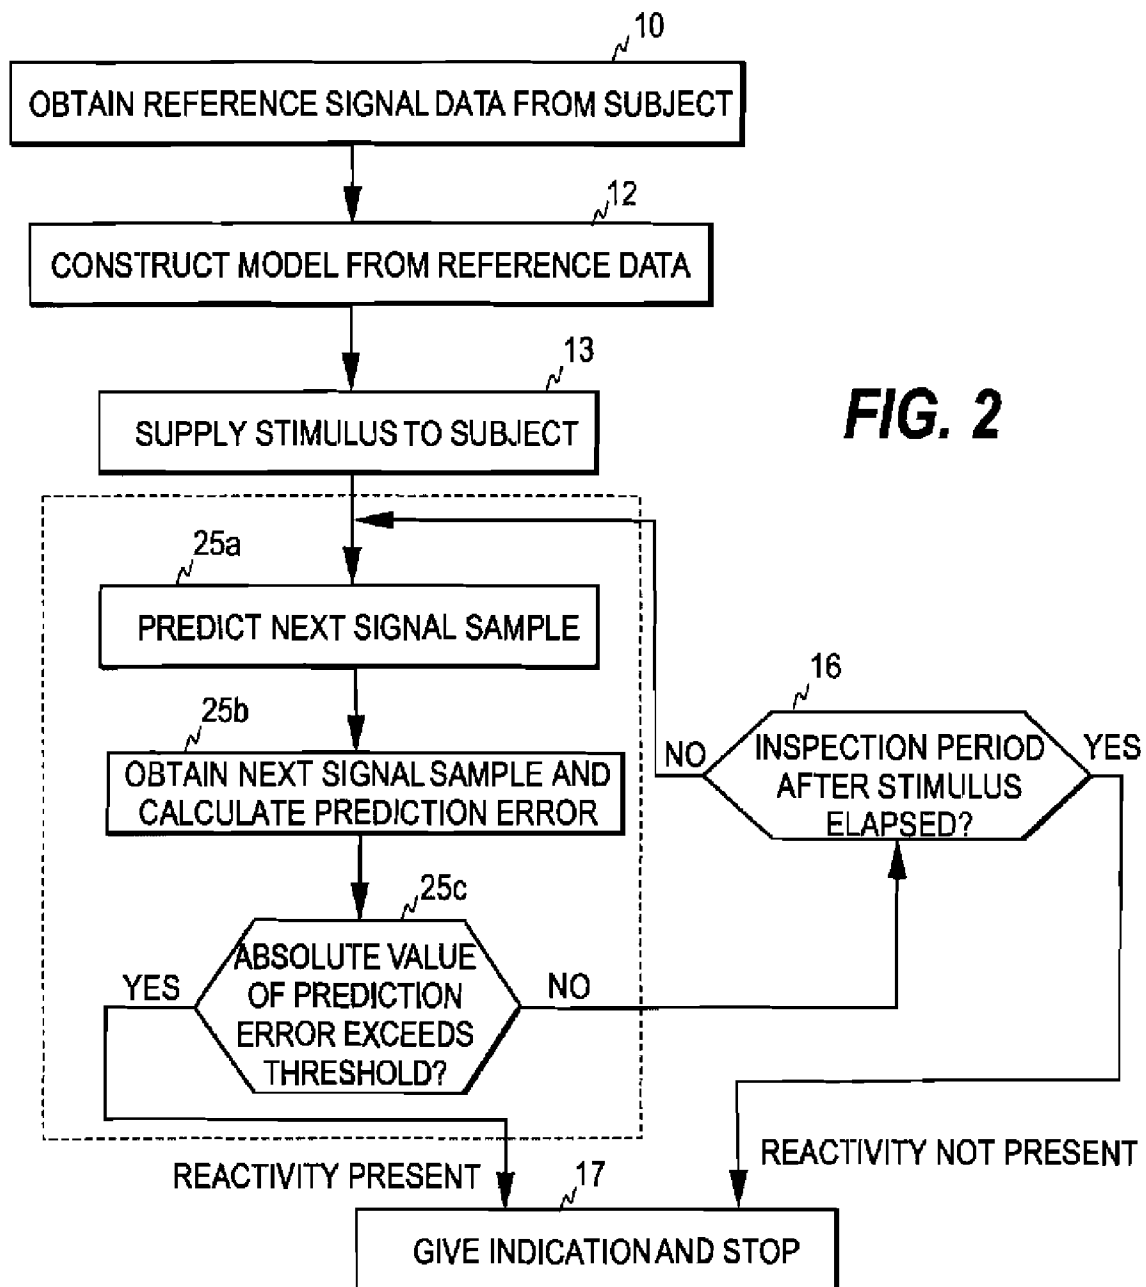 10
OBTAIN REFERENCE SIGNAL DATA FROM SUBJECT
12
CONSTRUCT MODEL FROM REFERENCE DATA
13
SUPPLY STIMULUS TO SUBJECT
FIG. 2
25a
PREDICT NEXT SIGNAL SAMPLE
25b
OBTAIN NEXT SIGNAL SAMPLE AND
CALCULATE PREDICTION ERROR
16
NO
INSPECTION PERIOD
AFTER STIMULUS
ELAPSED?
YES
25c
YES
ABSOLUTE VALUE
OF PREDICTION
ERROR EXCEEDS
THRESHOLD?
NO
REACTIVITY PRESENT
REACTIVITY NOT PRESENT
17
GIVE INDICATION AND STOP